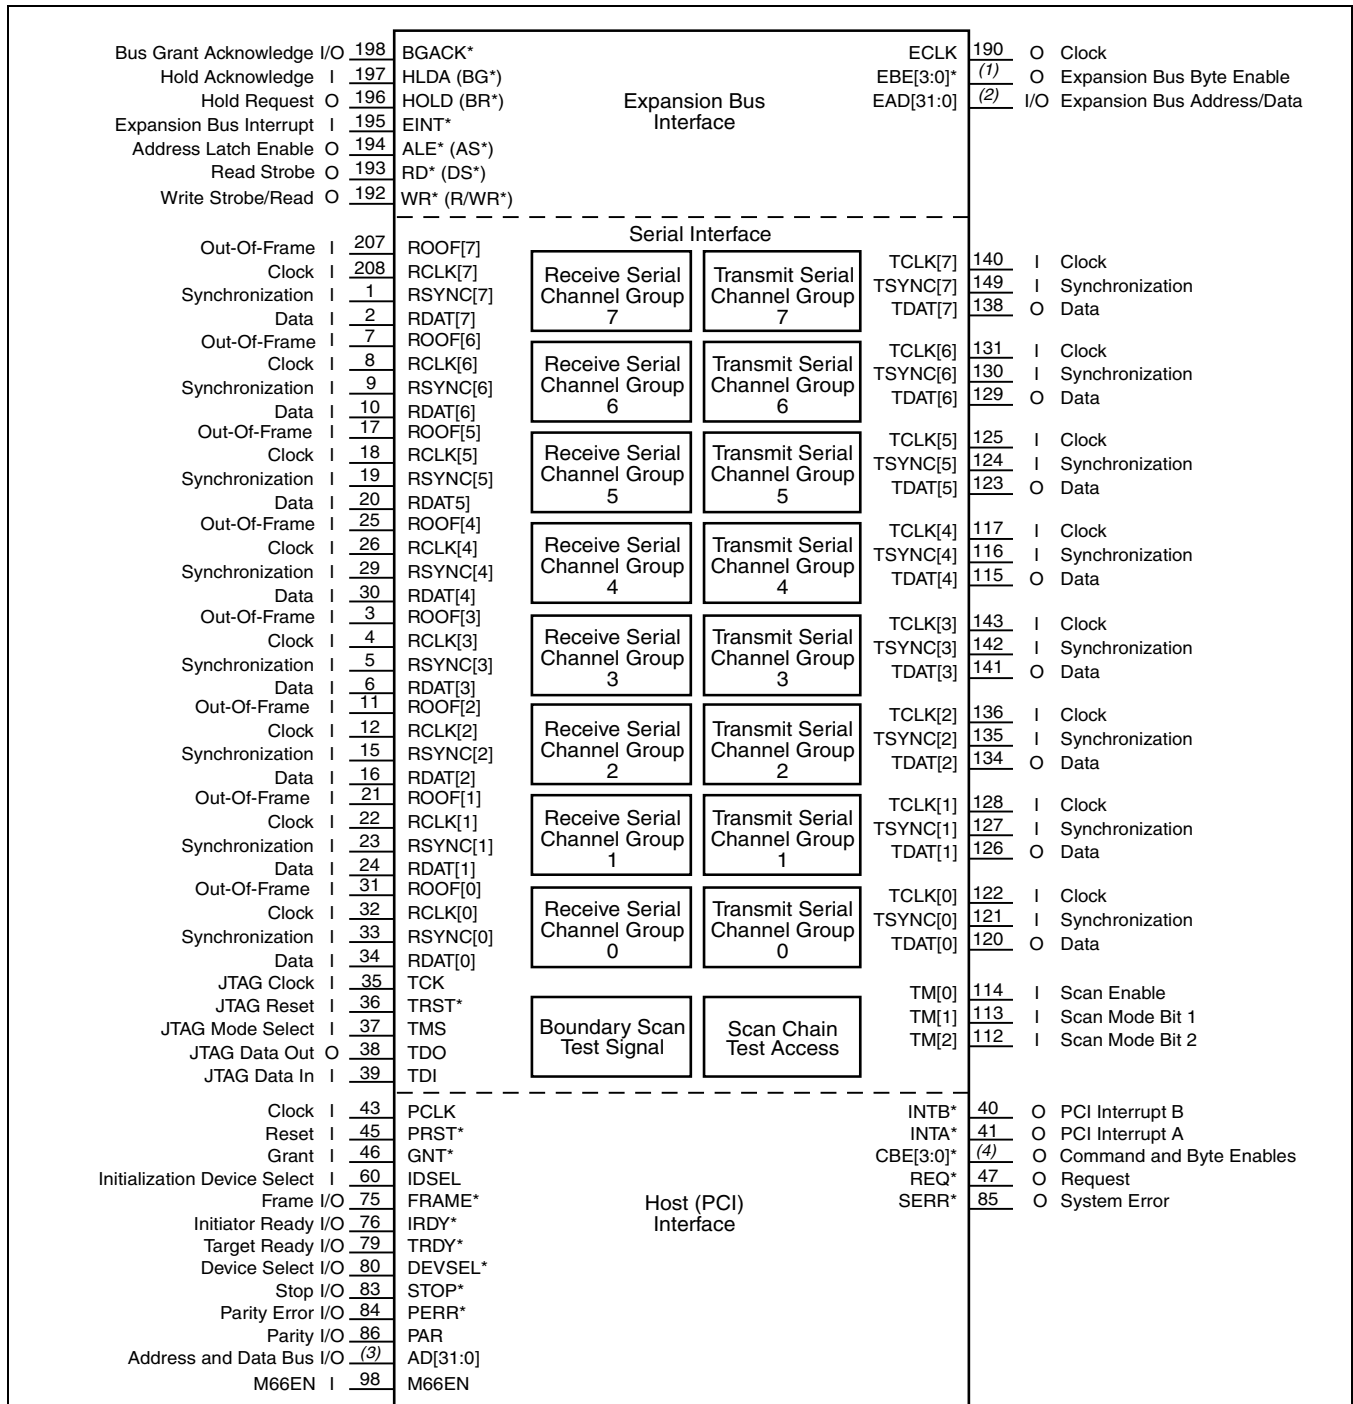 Bus Grant Acknowledge I/O 198 BGACK* ECLK 190 O Clock
Hold Acknowledge I 197 HLDA (BG*) EBE[3:0]* (1) O Expansion Bus Byte Enable
Hold Request O 196 HOLD (BR*) Expansion Bus EAD[31:0] (2) I/O Expansion Bus Address/Data
Expansion Bus Interrupt I 195 EINT* Interface
Address Latch Enable O 194 ALE* (AS*)
Read Strobe O 193 RD* (DS*)
Write Strobe/Read O 192 WR* (R/WR*)
Serial Interface
Out-Of-Frame I 207 ROOF[7]
Clock I 208 RCLK[7] Receive Serial Transmit Serial TCLK[7] 140 I Clock
Synchronization I 1 RSYNC[7] Channel Group Channel Group TSYNC[7] 149 I Synchronization
Data I 2 RDAT[7] 7 7 TDAT[7] 138 O Data
Out-Of-Frame I 7 ROOF[6]
Clock I 8 RCLK[6] Receive Serial Transmit Serial TCLK[6] 131 I Clock
Synchronization I 9 RSYNC[6] Channel Group Channel Group TSYNC[6] 130 I Synchronization
Data I 10 RDAT[6] 6 6 TDAT[6] 129 O Data
Out-Of-Frame I 17 ROOF[5]
Clock I 18 RCLK[5] Receive Serial Transmit Serial TCLK[5] 125 I Clock
Synchronization I 19 RSYNC[5] Channel Group Channel Group TSYNC[5] 124 I Synchronization
Data I 20 RDAT5] 5 5 TDAT[5] 123 O Data
Out-Of-Frame I 25 ROOF[4]
Clock I 26 RCLK[4] Receive Serial Transmit Serial TCLK[4] 117 I Clock
Synchronization I 29 RSYNC[4] Channel Group Channel Group TSYNC[4] 116 I Synchronization
Data I 30 RDAT[4] 4 4 TDAT[4] 115 O Data
Out-Of-Frame I 3 ROOF[3]
Clock I 4 RCLK[3] Receive Serial Transmit Serial TCLK[3] 143 I Clock
Synchronization I 5 RSYNC[3] Channel Group Channel Group TSYNC[3] 142 I Synchronization
Data I 6 RDAT[3] 3 3 TDAT[3] 141 O Data
Out-Of-Frame I 11 ROOF[2]
Clock I 12 RCLK[2] Receive Serial Transmit Serial TCLK[2] 136 I Clock
Synchronization I 15 RSYNC[2] Channel Group Channel Group TSYNC[2] 135 I Synchronization
Data I 16 RDAT[2] 2 2 TDAT[2] 134 O Data
Out-Of-Frame I 21 ROOF[1]
Clock I 22 RCLK[1] Receive Serial Transmit Serial TCLK[1] 128 I Clock
Synchronization I 23 RSYNC[1] Channel Group Channel Group TSYNC[1] 127 I Synchronization
Data I 24 RDAT[1] 1 1 TDAT[1] 126 O Data
Out-Of-Frame I 31 ROOF[0]
Clock I 32 RCLK[0] Receive Serial Transmit Serial TCLK[0] 122 I Clock
Synchronization I 33 RSYNC[0] Channel Group Channel Group TSYNC[0] 121 I Synchronization
Data I 34 RDAT[0] 0 0 TDAT[0] 120 O Data
JTAG Clock I 35 TCK TM[0] 114 I Scan Enable
JTAG Reset I 36 TRST* TM[1] 113 I Scan Mode Bit 1
JTAG Mode Select I 37 TMS Boundary Scan Scan Chain TM[2] 112 I Scan Mode Bit 2
JTAG Data Out O 38 TDO Test Signal Test Access
JTAG Data In I 39 TDI
Clock I 43 PCLK INTB* 40 O PCI Interrupt B
Reset I 45 PRST* INTA* 41 O PCI Interrupt A
Grant I 46 GNT* CBE[3:0]* (4) O Command and Byte Enables
Initialization Device Select I 60 IDSEL REQ* 47 O Request
Frame I/O 75 FRAME* Host (PCI) SERR* 85 O System Error
Initiator Ready I/O 76 IRDY* Interface
Target Ready I/O 79 TRDY*
Device Select I/O 80 DEVSEL*
Stop I/O 83 STOP*
Parity Error I/O 84 PERR*
Parity I/O 86 PAR
Address and Data Bus I/O (3) AD[31:0]
M66EN I 98 M66EN